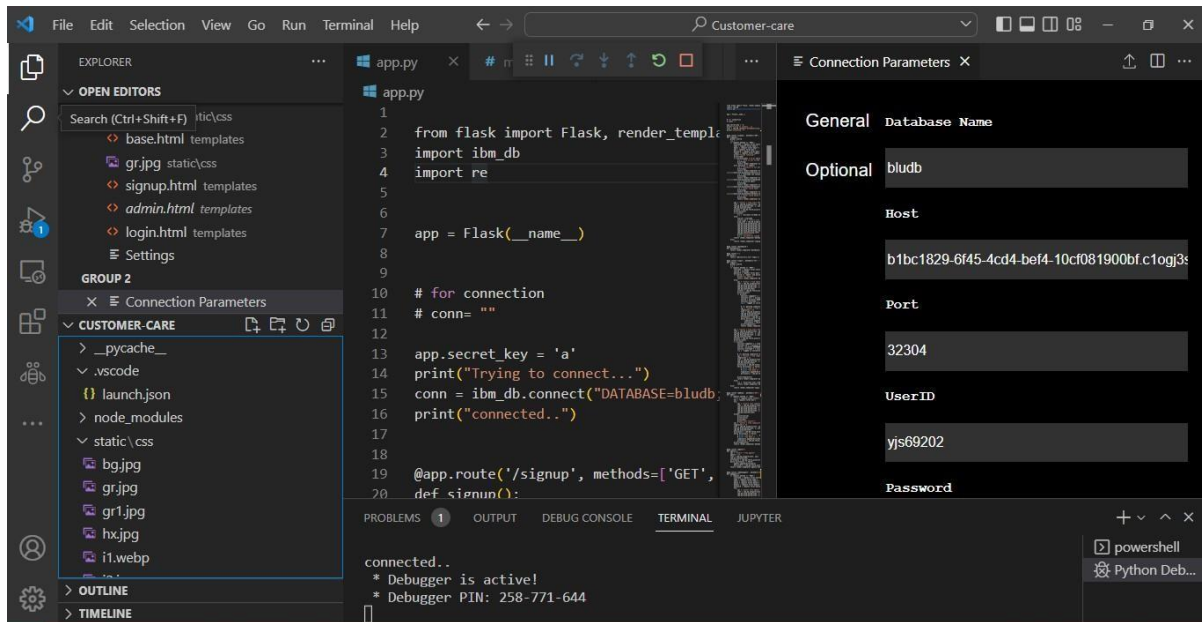 File Edit Selection View Go Run Terminal Help
Customer-care
EXPLORER
OPEN EDITORS
Search (Ctrl+Shift+F)
base.html templates
gr.jpg static\css
signup.html templates
admin.html templates
login.html templates
Settings
GROUP 2
Connection Parameters
CUSTOMER-CARE
__pycache__
.vscode
launch.json
node_modules
static\css
bg.jpg
gr.jpg
gr1.jpg
hx.jpg
i1.webp
OUTLINE
TIMELINE
1
app.py
app.py
1
2 from flask import Flask, render_templa
3 import ibm_db
4 import re
5
6
7 app = Flask(__name__)
8
9
10 # for connection
11 # conn= ""
12
13 app.secret_key = 'a'
14 print("Trying to connect...")
15 conn = ibm_db.connect("DATABASE=bludb;
16 print("connected..")
17
18
19 @app.route('/signup', methods=['GET',
20 def signup():
Connection Parameters
General
Optional
Database Name
bludb
Host
b1bc1829-6f45-4cd4-bef4-10cf081900bf.c1ogj3s
Port
32304
UserID
yjs69202
Password
PROBLEMS 1 OUTPUT DEBUG CONSOLE TERMINAL JUPYTER
connected..
* Debugger is active!
* Debugger PIN: 258-771-644
powershell
Python Deb...